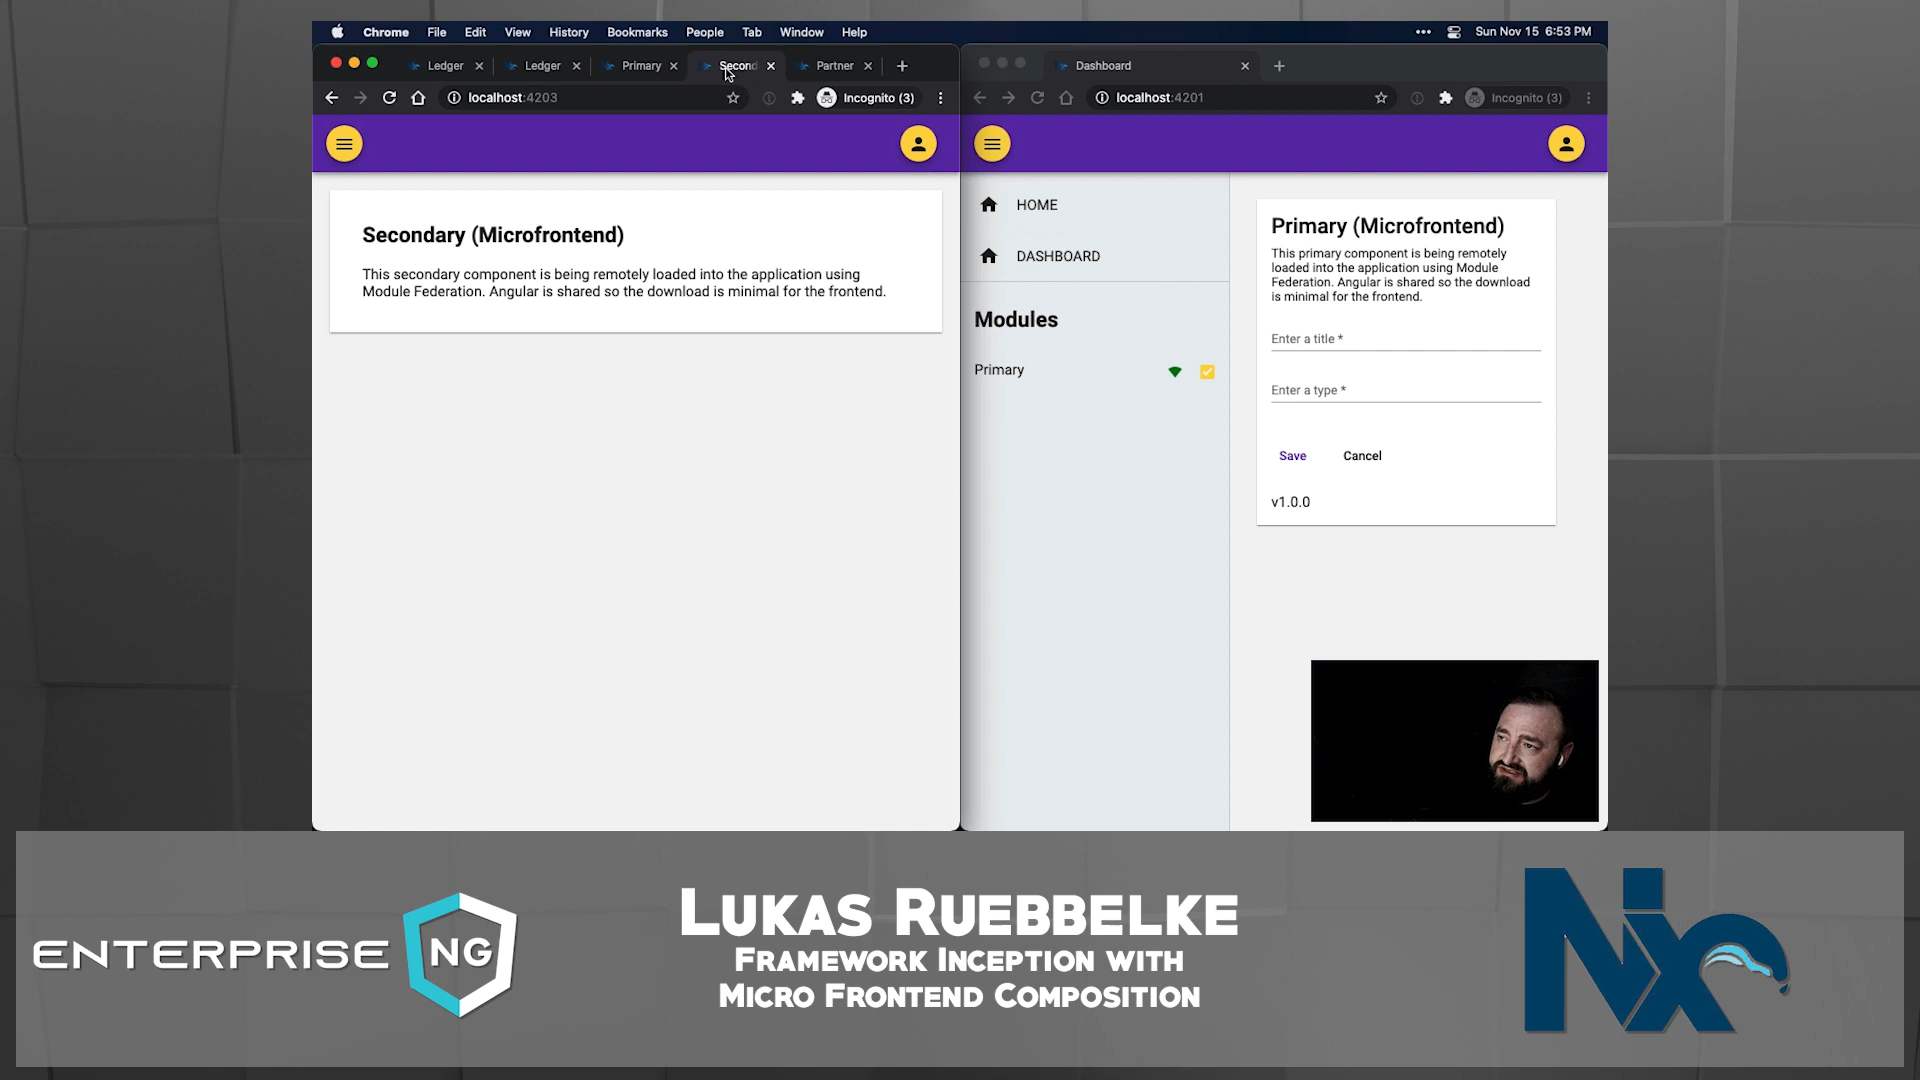 Chrome File Edit View History Bookmarks People Tab Window Help
Sun Nov 15 6:53 PM
Ledger Ledger Primary Second Partner
Dashboard
localhost:4203
Incognito (3)
localhost:4201
Incognito (3)
Secondary (Microfrontend)
This secondary component is being remotely loaded into the application using
Module Federation. Angular is shared so the download is minimal for the frontend.
HOME
DASHBOARD
Modules
Primary
Primary (Microfrontend)
This primary component is being remotely
loaded into the application using Module
Federation. Angular is shared so the download
is minimal for the frontend.
Enter a title *
Enter a type *
Save Cancel
v1.0.0
ENTERPRISE NG
Lukas Ruebbelke
Framework Inception with
Micro Frontend Composition
Nx